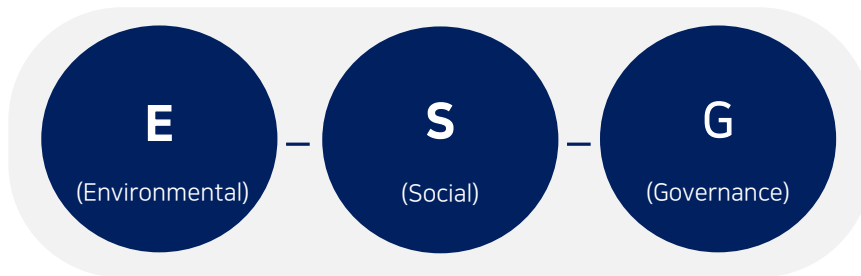 E – S – G
(Environmental) (Social) (Governance)